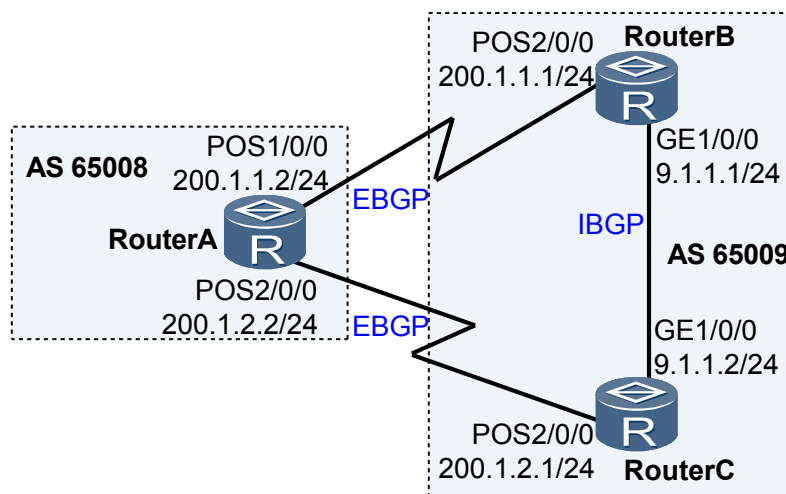 POS2/0/0
200.1.1.1/24
RouterB
R
GE1/0/0
9.1.1.1/24
AS 65008
POS1/0/0
200.1.1.2/24
EBGP
RouterA
R
IBGP
AS 65009
POS2/0/0
200.1.2.2/24
EBGP
GE1/0/0
9.1.1.2/24
R
POS2/0/0
200.1.2.1/24
RouterC